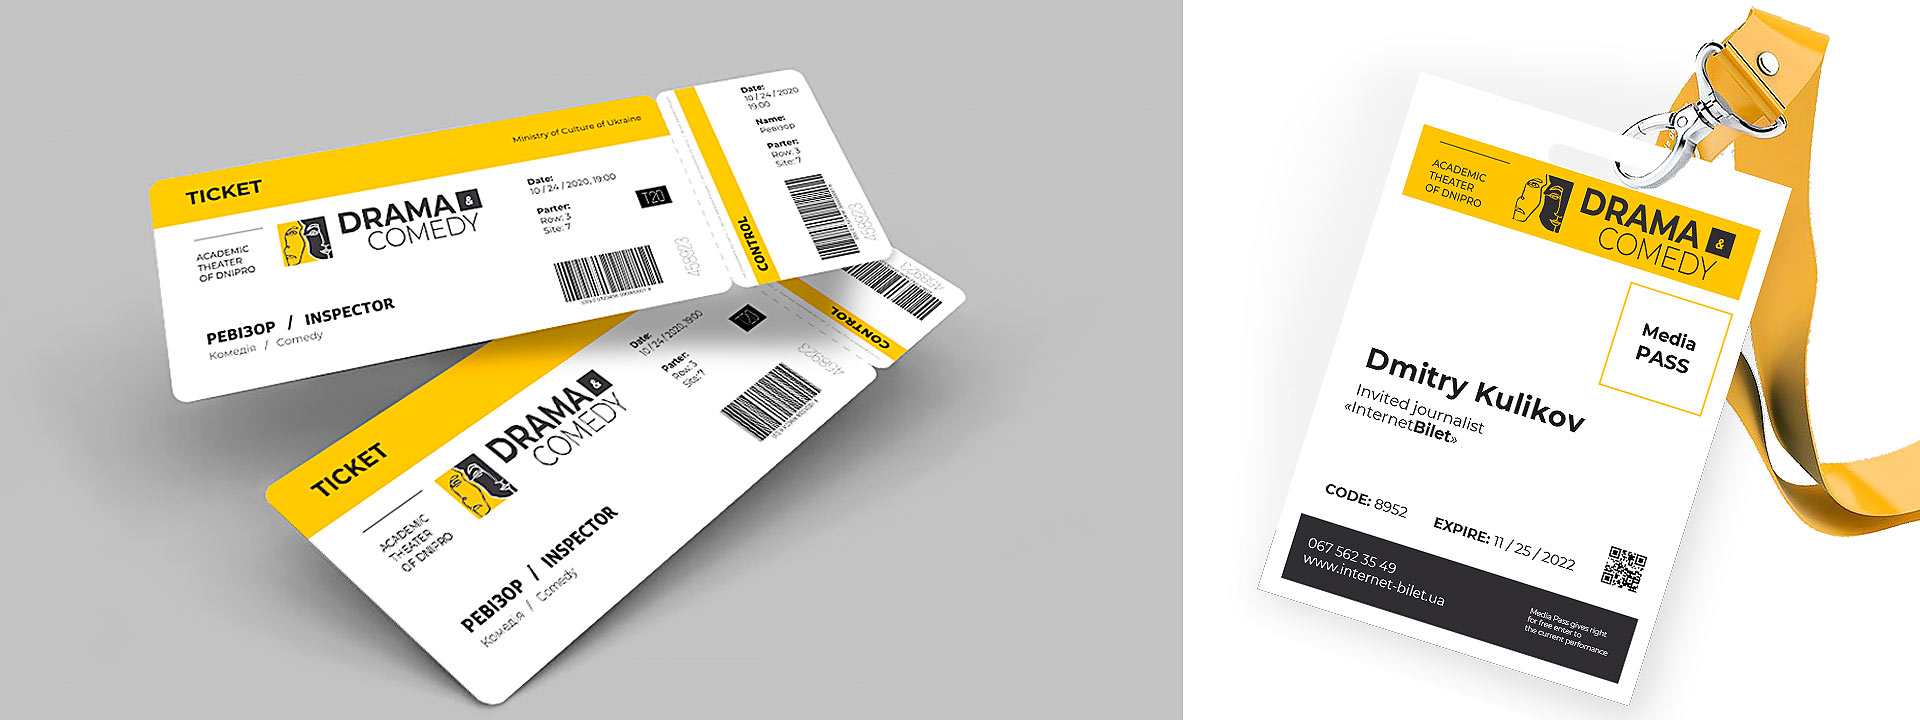 TICKET
Ministry of Culture of Ukraine
ACADEMIC
THEATER
OF DNIPRO
DRAMA &
COMEDY
Date:
10 / 24 / 2020, 19:00
Parter:
Row: 3
Site: 7
T20
458923
РЕВІЗОР / INSPECTOR
Комедія / Comedy
CONTROL
Date:
10 / 24 / 2020
19:00
Name:
Ревізор
Parter:
Row: 3
Site: 7
458923
TICKET
ACADEMIC
THEATER
OF DNIPRO
DRAMA &
COMEDY
Date:
10 / 24 / 2020, 19:00
Parter:
Row: 3
Site: 7
T20
458923
РЕВІЗОР / INSPECTOR
Комедія / Comedy
CONTROL
ACADEMIC
THEATER
OF DNIPRO
DRAMA &
COMEDY
Media
PASS
Dmitry Kulikov
Invited journalist
«InternetBilet»
CODE: 8952
EXPIRE: 11 / 25 / 2022
067 562 35 49
www.internet-bilet.ua
Media Pass gives right
for free enter to
the current perfomance